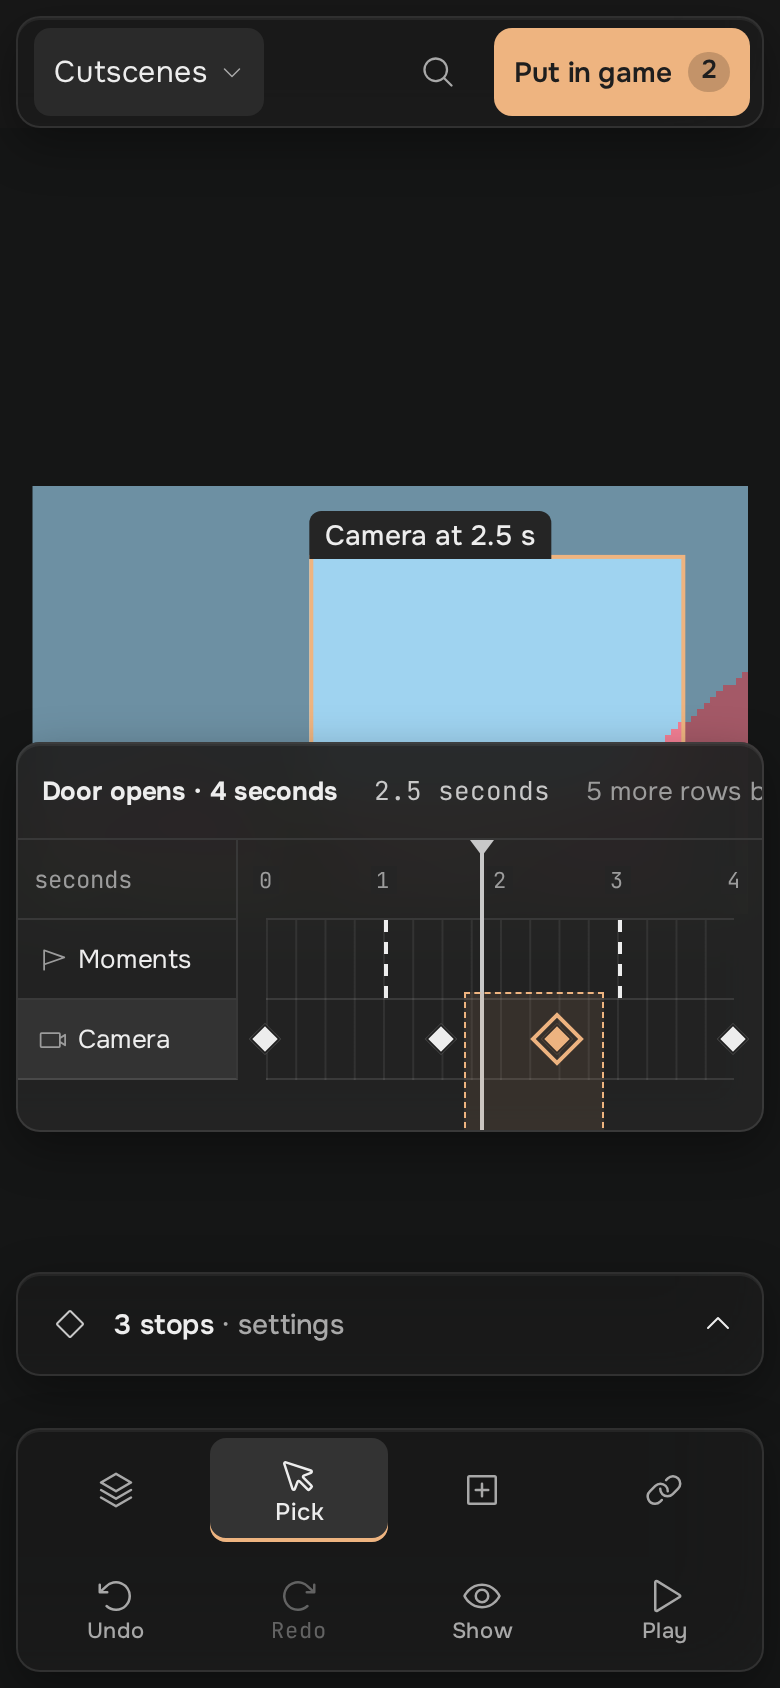 Cutscenes
Put in game 2
Camera at 2.5 s
Door opens · 4 seconds 2.5 seconds 5 more rows
seconds 0 1 2 3 4
Moments
Camera
3 stops · settings
Pick
Undo Redo Show Play